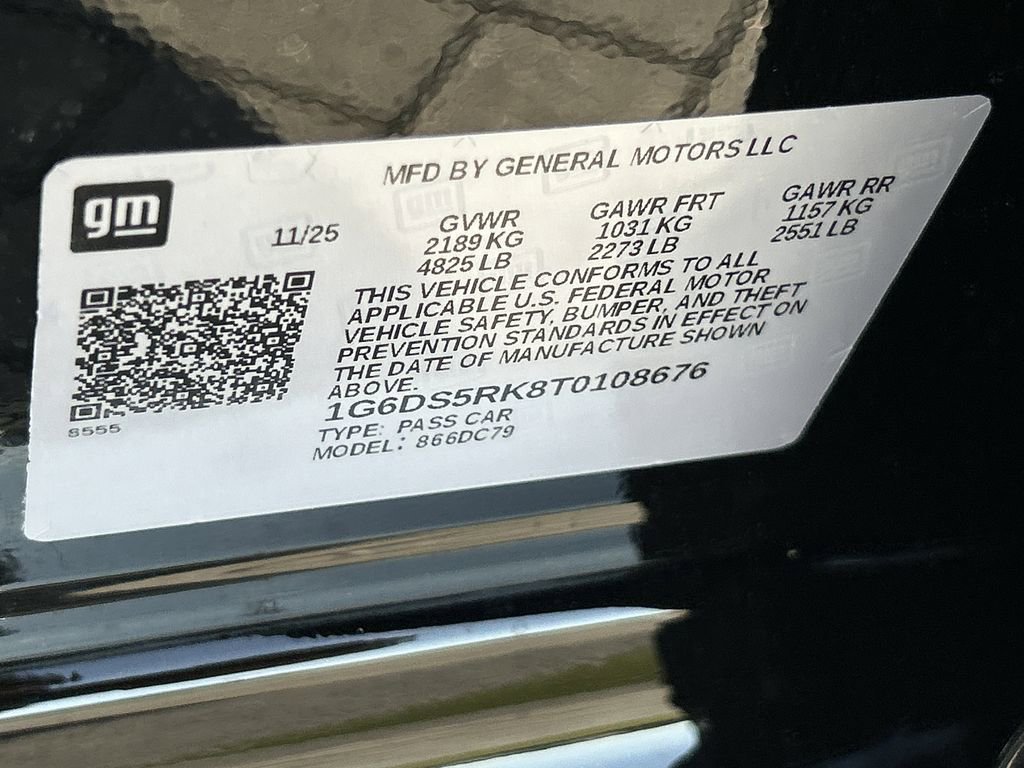 MFD BY GENERAL MOTORS LLC
gm
11/25
GVWR
2189 KG
4825 LB
GAWR FRT
1031 KG
2273 LB
GAWR RR
1157 KG
2551 LB
THIS VEHICLE CONFORMS TO ALL
APPLICABLE U.S. FEDERAL MOTOR
VEHICLE SAFETY, BUMPER, AND THEFT
PREVENTION STANDARDS IN EFFECT ON
THE DATE OF MANUFACTURE SHOWN
ABOVE.
1G6DS5RK8T0108676
TYPE: PASS CAR
MODEL: 866DC79
8555